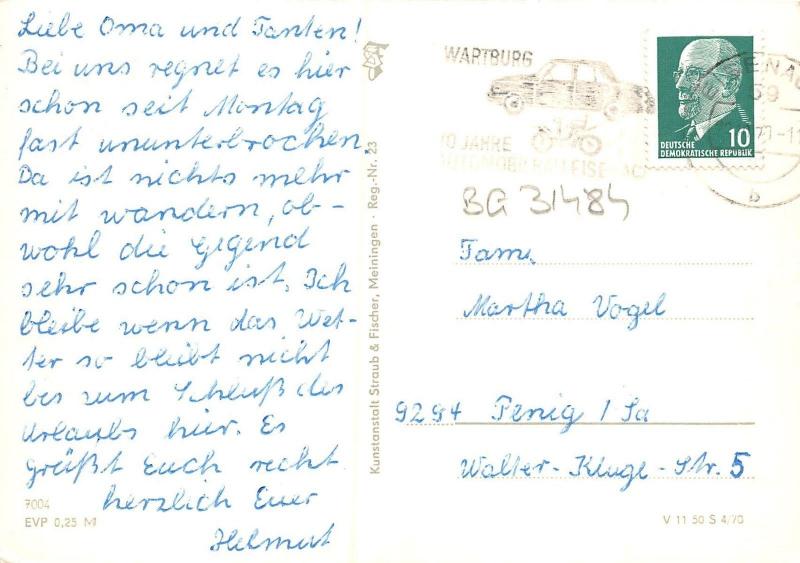 Liebe Oma und Tanten!
Bei uns regnet es hier
schon seit Montag
fast ununterbrochen.
Da ist nichts mehr
mit wandern, ob-
wohl die Gegend
sehr schon ist. Ich
bleibe wenn das Wet-
ter so bleibt nicht
bis zum Schluß des
Urlaubs hier. Es
grüßt Euch recht
herzlich Euer
Helmut
7004
EVP 0,25 M
Kunstanstalt Straub & Fischer, Meiningen · Reg.-Nr. 23
WARTBURG
JAHRE
DEUTSCHE
DEMOKRATISCHE REPUBLIK
10
59
b
BG 31484
Fam.
Martha Vogel
9294 Penig / Sa
Walter-Kluge-Str. 5
V 11 50 S 4/70